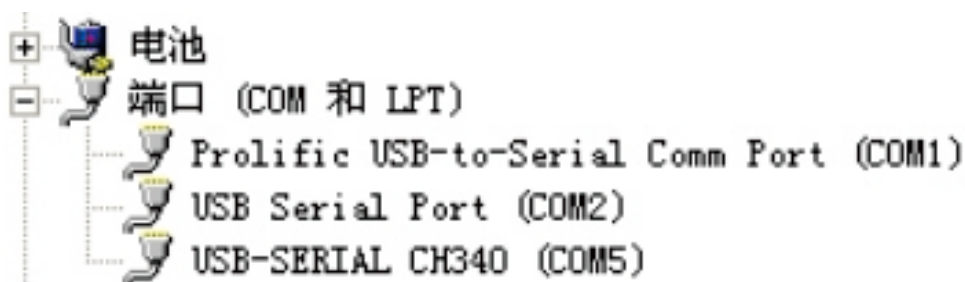 电池
端口 (COM 和 LPT)
Prolific USB-to-Serial Comm Port (COM1)
USB Serial Port (COM2)
USB-SERIAL CH340 (COM5)